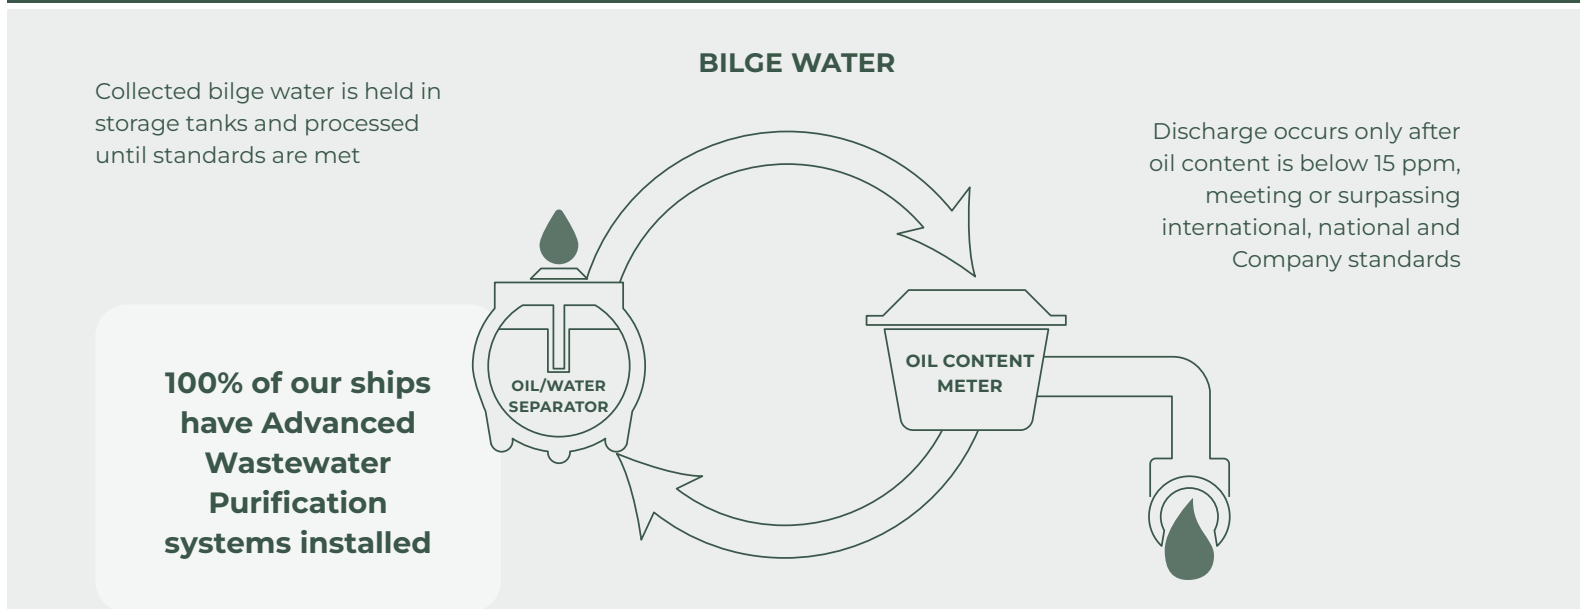 BILGE WATER
Collected bilge water is held in
storage tanks and processed
until standards are met
Discharge occurs only after
oil content is below 15 ppm,
meeting or surpassing
international, national and
Company standards
OIL/WATER
SEPARATOR
OIL CONTENT
METER
100% of our ships
have Advanced
Wastewater
Purification
systems installed